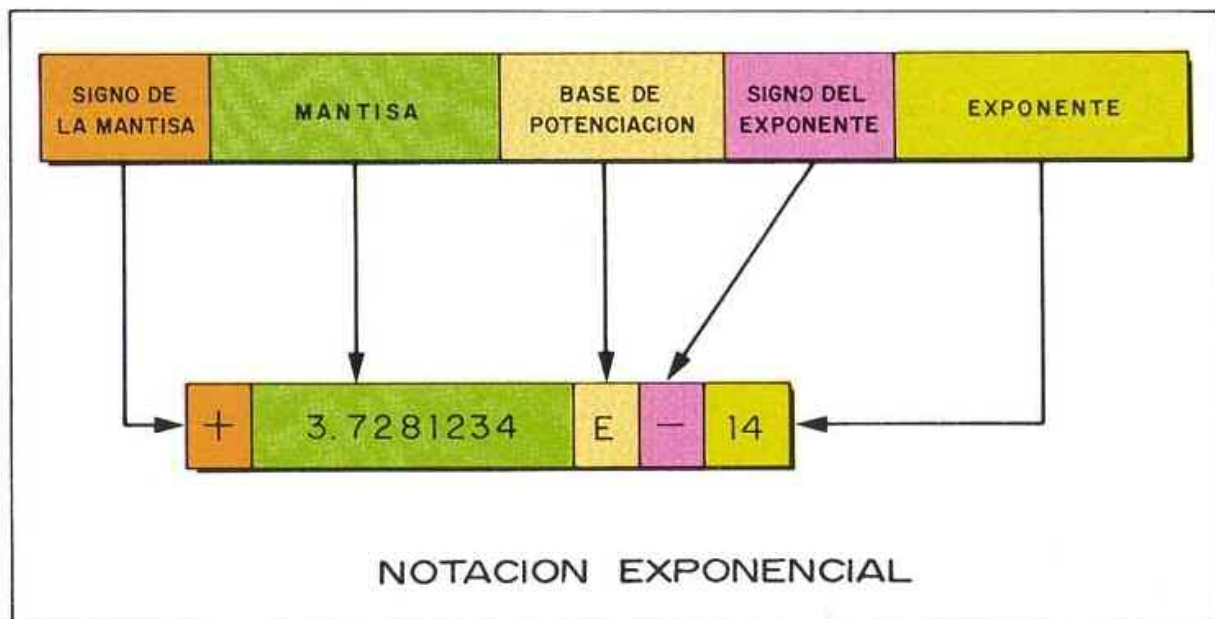 SIGNO DE
LA MANTISA
MANTISA
BASE DE
POTENCIACION
SIGNO DEL
EXPONENTE
EXPONENTE
+ 3.7281234 E - 14
NOTACION EXPONENCIAL